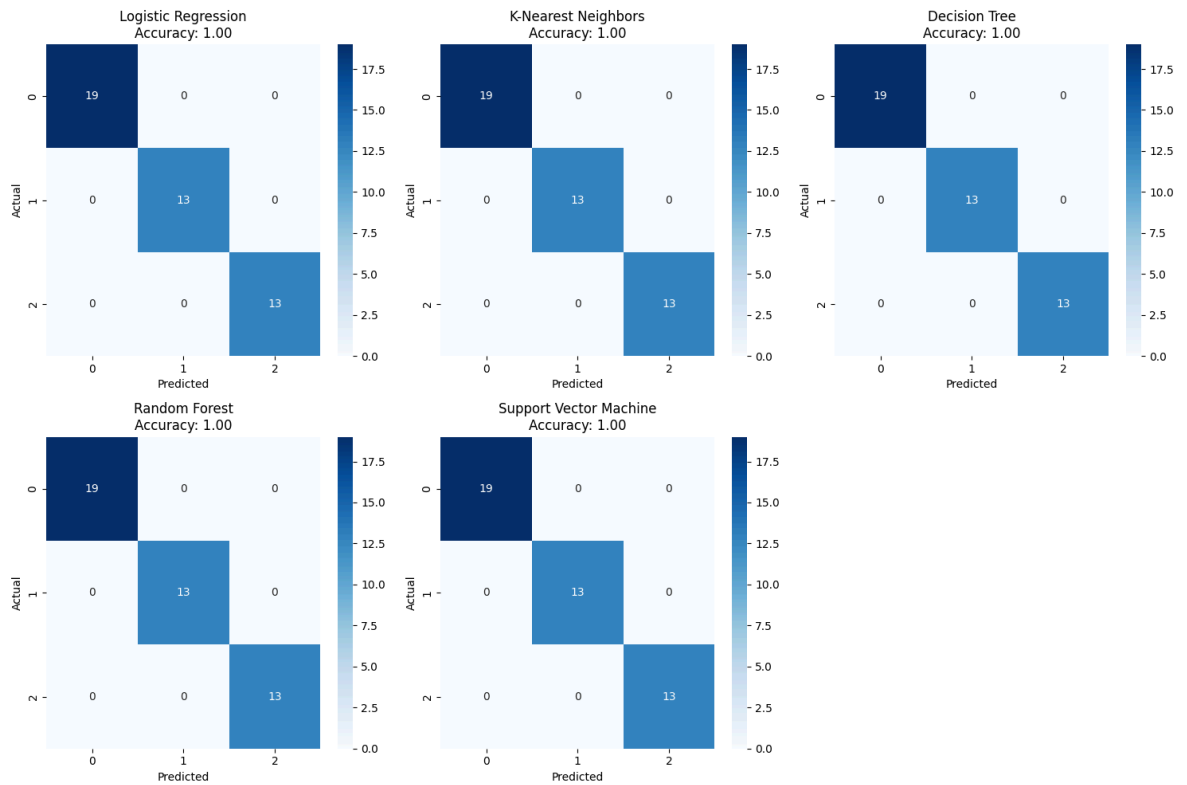 Logistic Regression
Accuracy: 1.00
0 19 0 0
1 0 13 0
2 0 0 13
0 1 2
Actual
Predicted
17.5
15.0
12.5
10.0
7.5
5.0
2.5
0.0
K-Nearest Neighbors
Accuracy: 1.00
0 19 0 0
1 0 13 0
2 0 0 13
0 1 2
Actual
Predicted
17.5
15.0
12.5
10.0
7.5
5.0
2.5
0.0
Decision Tree
Accuracy: 1.00
0 19 0 0
1 0 13 0
2 0 0 13
0 1 2
Actual
Predicted
17.5
15.0
12.5
10.0
7.5
5.0
2.5
0.0
Random Forest
Accuracy: 1.00
0 19 0 0
1 0 13 0
2 0 0 13
0 1 2
Actual
Predicted
17.5
15.0
12.5
10.0
7.5
5.0
2.5
0.0
Support Vector Machine
Accuracy: 1.00
0 19 0 0
1 0 13 0
2 0 0 13
0 1 2
Actual
Predicted
17.5
15.0
12.5
10.0
7.5
5.0
2.5
0.0